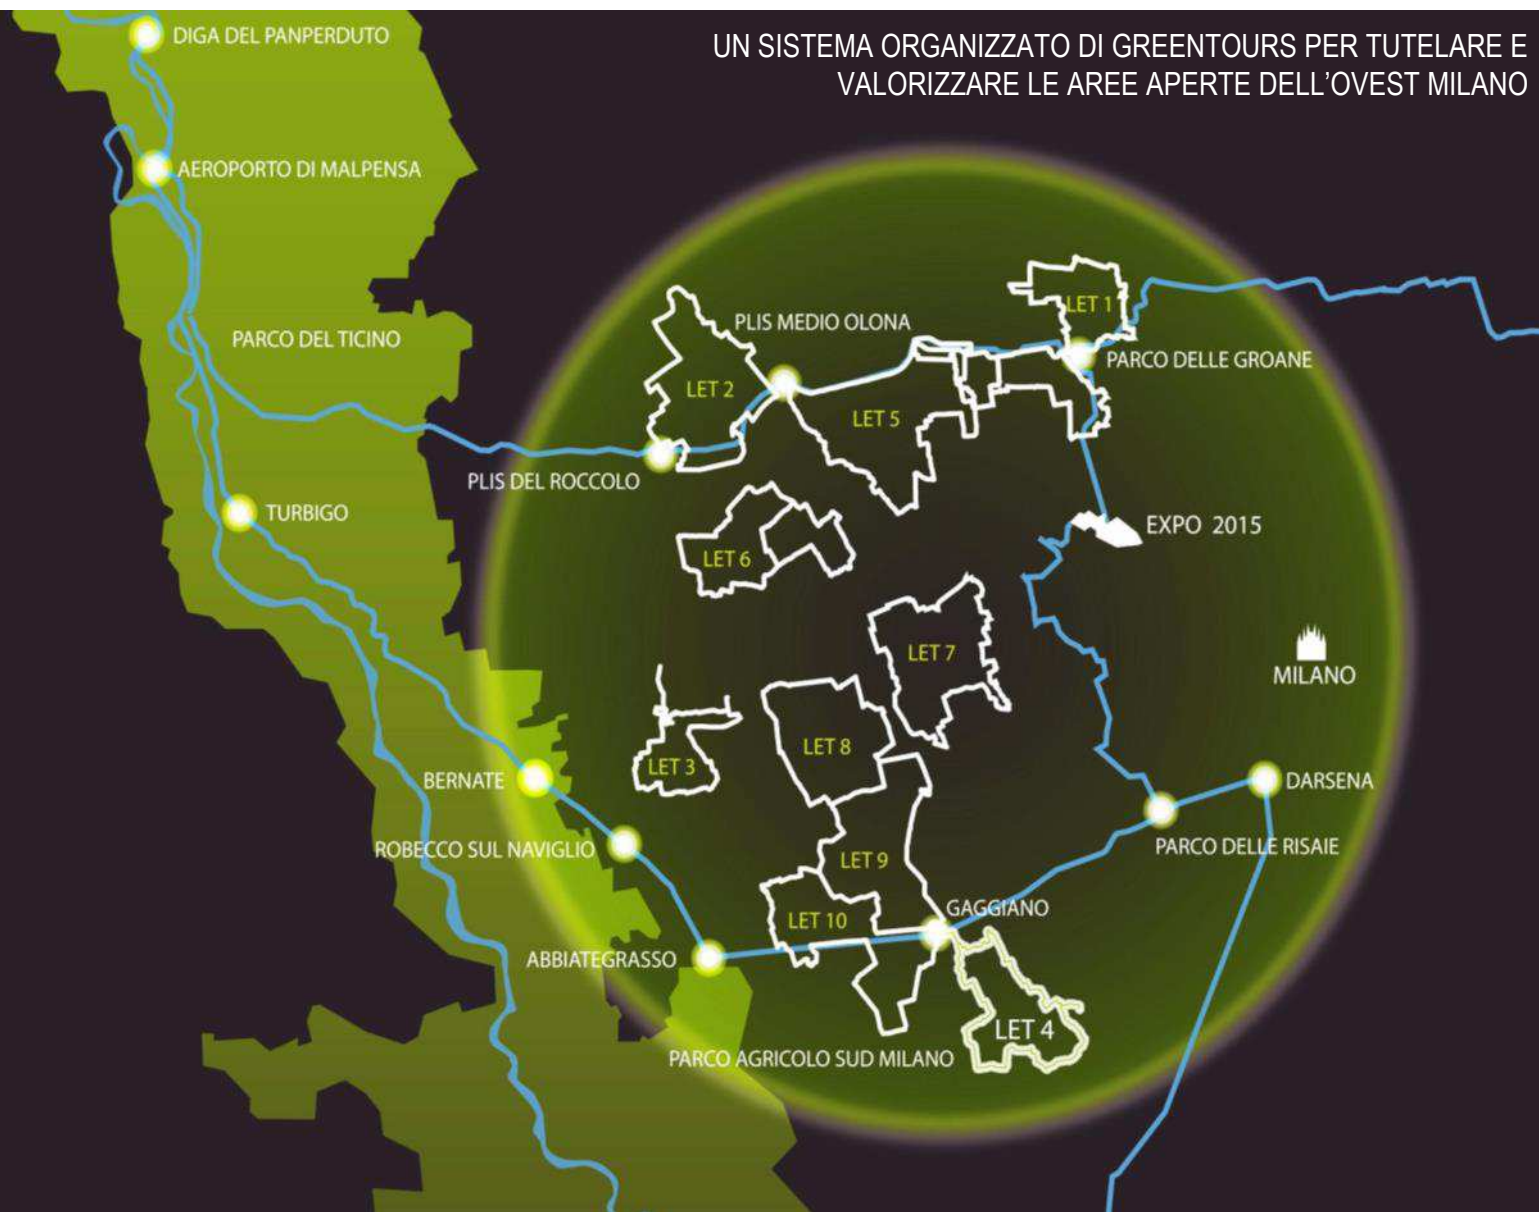 UN SISTEMA ORGANIZZATO DI GREENTOURS PER TUTELARE E
VALORIZZARE LE AREE APERTE DELL'OVEST MILANO
DIGA DEL PANPERDUTO
AEROPORTO DI MALPENSA
PARCO DEL TICINO
PLIS MEDIO OLONA
LET 1
PARCO DELLE GROANE
LET 2
LET 5
PLIS DEL ROCCOLO
TURBIGO
EXPO 2015
LET 6
LET 7
MILANO
LET 8
LET 3
BERNATE
DARSENA
ROBECCO SUL NAVIGLIO
PARCO DELLE RISAIE
LET 9
LET 10
GAGGIANO
ABBIATEGRASSO
LET 4
PARCO AGRICOLO SUD MILANO